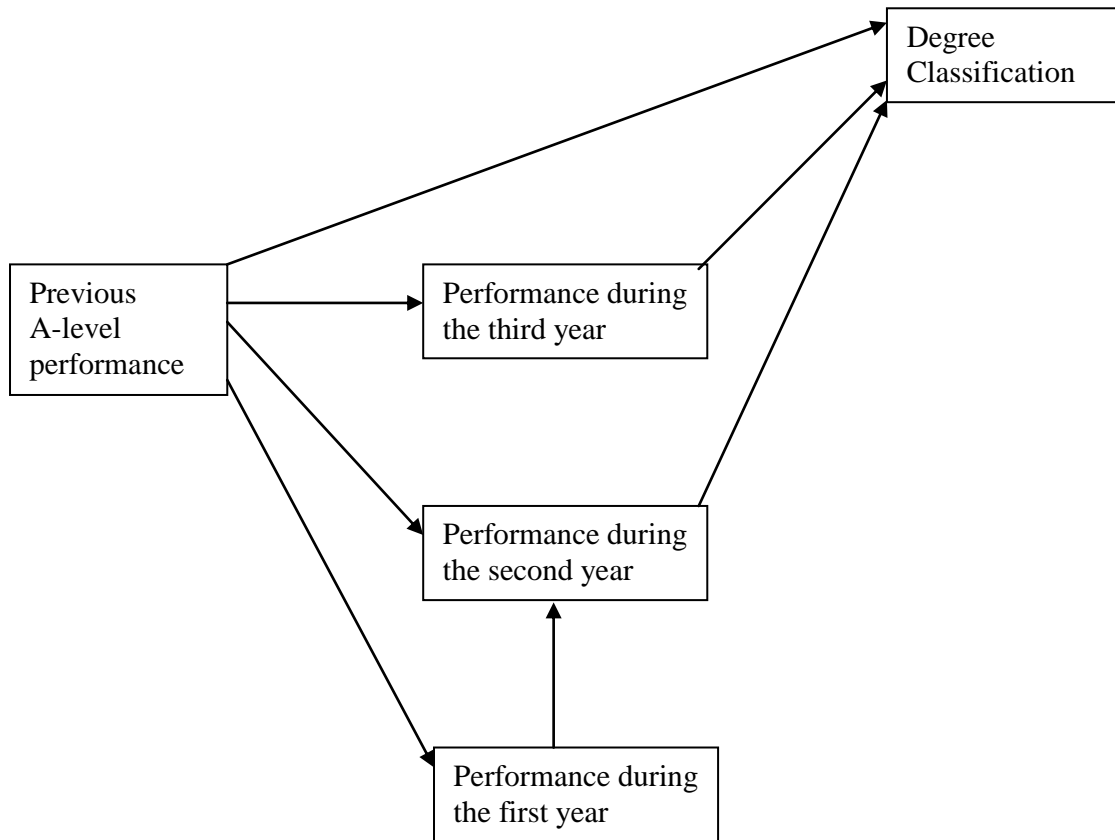 Degree
Classification
Previous
A-level
performance
Performance during
the third year
Performance during
the second year
Performance during
the first year